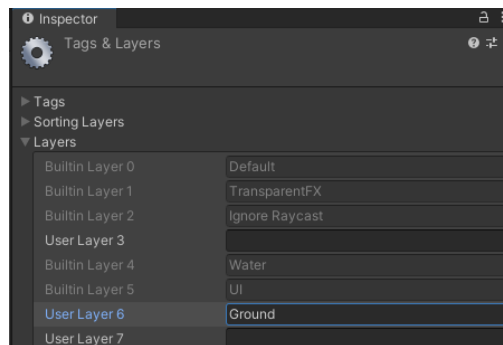 Inspector
Tags & Layers
Tags
Sorting Layers
Layers
Builtin Layer 0 Default
Builtin Layer 1 TransparentFX
Builtin Layer 2 Ignore Raycast
User Layer 3
Builtin Layer 4 Water
Builtin Layer 5 UI
User Layer 6 Ground
User Layer 7